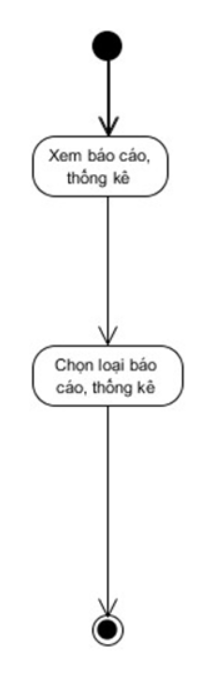 Xem báo cáo,
thống kê
Chọn loại báo
cáo, thống kê